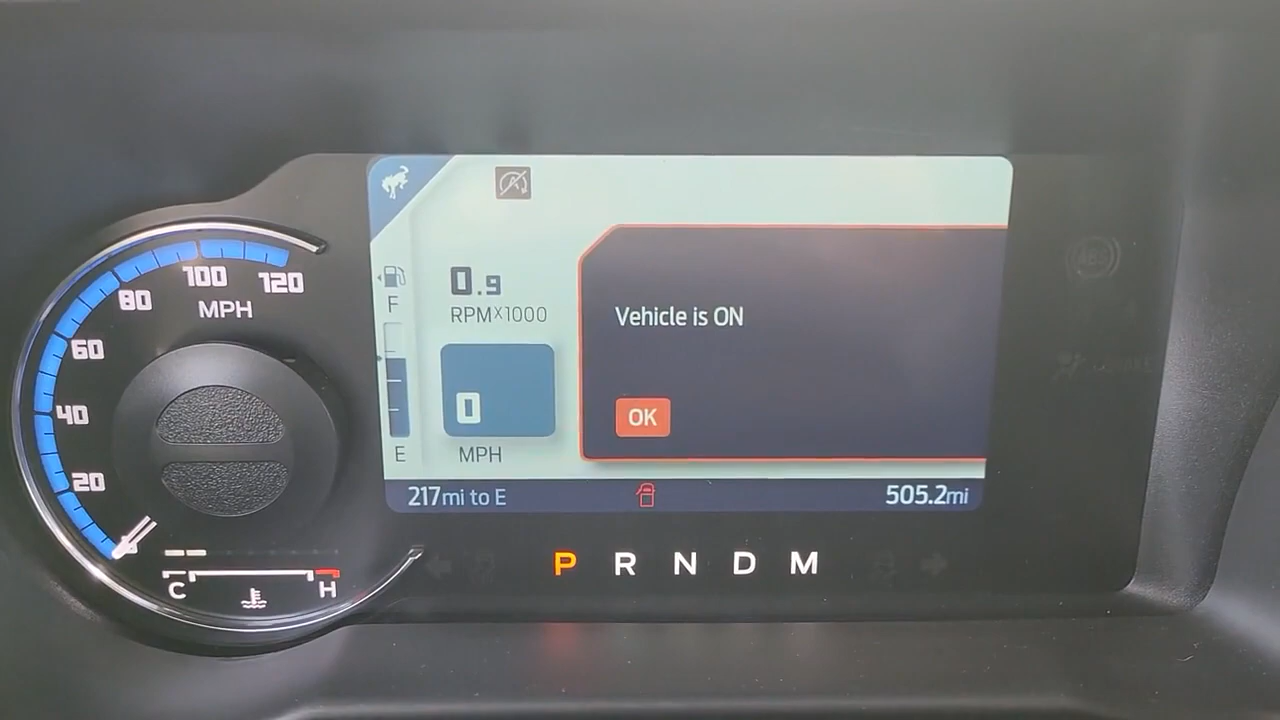 0.9
RPMX1000
Vehicle is ON
OK
F
E
0
MPH
217mi to E
505.2mi
P R N D M
120
100
80
MPH
60
40
20
C
H
ABS